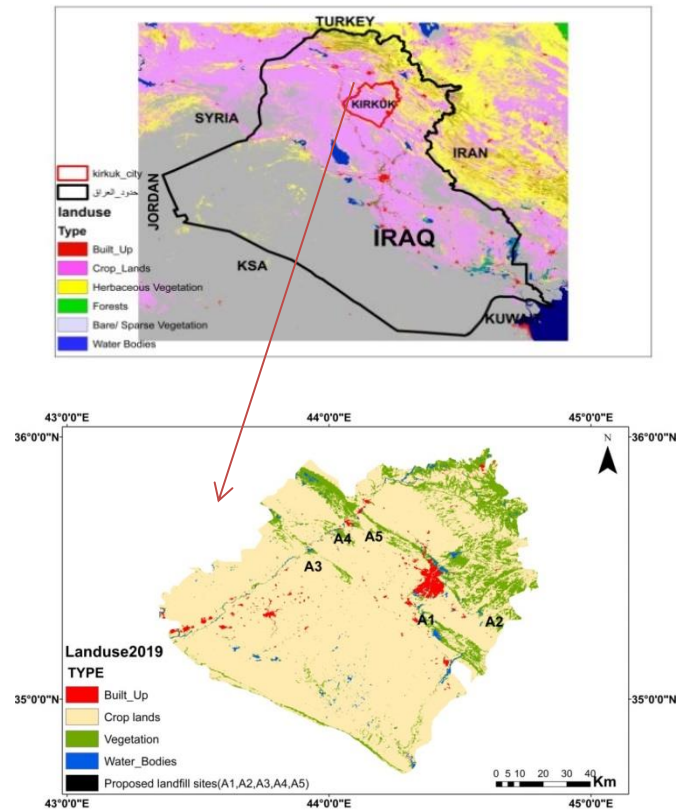 TURKEY
KIRKUK
SYRIA
IRAN
JORDAN
IRAQ
KSA
KUWAIT
kirkuk_city
حدود_العراق
landuse
Type
Built_Up
Crop_Lands
Herbaceous Vegetation
Forests
Bare/ Sparse Vegetation
Water Bodies
43°0'0"E 44°0'0"E 45°0'0"E
36°0'0"N 36°0'0"N
N
A4 A5
A3
A1 A2
Landuse2019
TYPE
35°0'0"N 35°0'0"N
Built_Up
Crop lands
Vegetation
Water_Bodies
Proposed landfill sites(A1,A2,A3,A4,A5)
0 5 10 20 30 40
Km
43°0'0"E 44°0'0"E 45°0'0"E